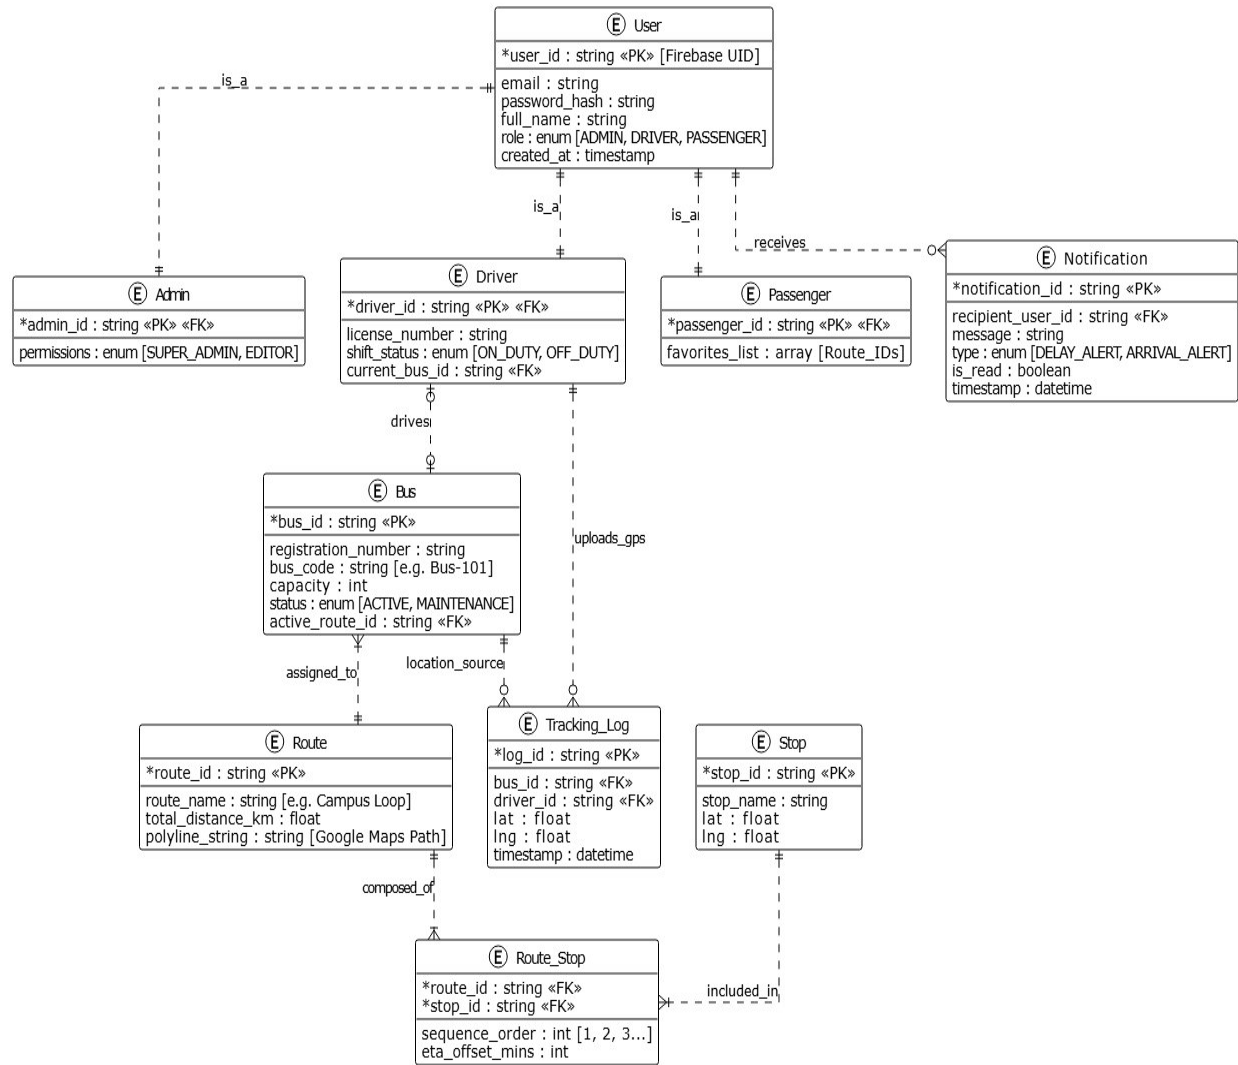 E User
*user_id : string «PK» [Firebase UID]
email : string
password_hash : string
full_name : string
role : enum [ADMIN, DRIVER, PASSENGER]
created_at : timestamp
is_a
is_a
is_a
receives
E Admin
*admin_id : string «PK» «FK»
permissions : enum [SUPER_ADMIN, EDITOR]
E Driver
*driver_id : string «PK» «FK»
license_number : string
shift_status : enum [ON_DUTY, OFF_DUTY]
current_bus_id : string «FK»
E Passenger
*passenger_id : string «PK» «FK»
favorites_list : array [Route_IDs]
E Notification
*notification_id : string «PK»
recipient_user_id : string «FK»
message : string
type : enum [DELAY_ALERT, ARRIVAL_ALERT]
is_read : boolean
timestamp : datetime
drives
uploads_gps
E Bus
*bus_id : string «PK»
registration_number : string
bus_code : string [e.g. Bus-101]
capacity : int
status : enum [ACTIVE, MAINTENANCE]
active_route_id : string «FK»
assigned_to
location_source
E Route
*route_id : string «PK»
route_name : string [e.g. Campus Loop]
total_distance_km : float
polyline_string : string [Google Maps Path]
E Tracking_Log
*log_id : string «PK»
bus_id : string «FK»
driver_id : string «FK»
lat : float
lng : float
timestamp : datetime
E Stop
*stop_id : string «PK»
stop_name : string
lat : float
lng : float
composed_of
included_in
E Route_Stop
*route_id : string «FK»
*stop_id : string «FK»
sequence_order : int [1, 2, 3...]
eta_offset_mins : int